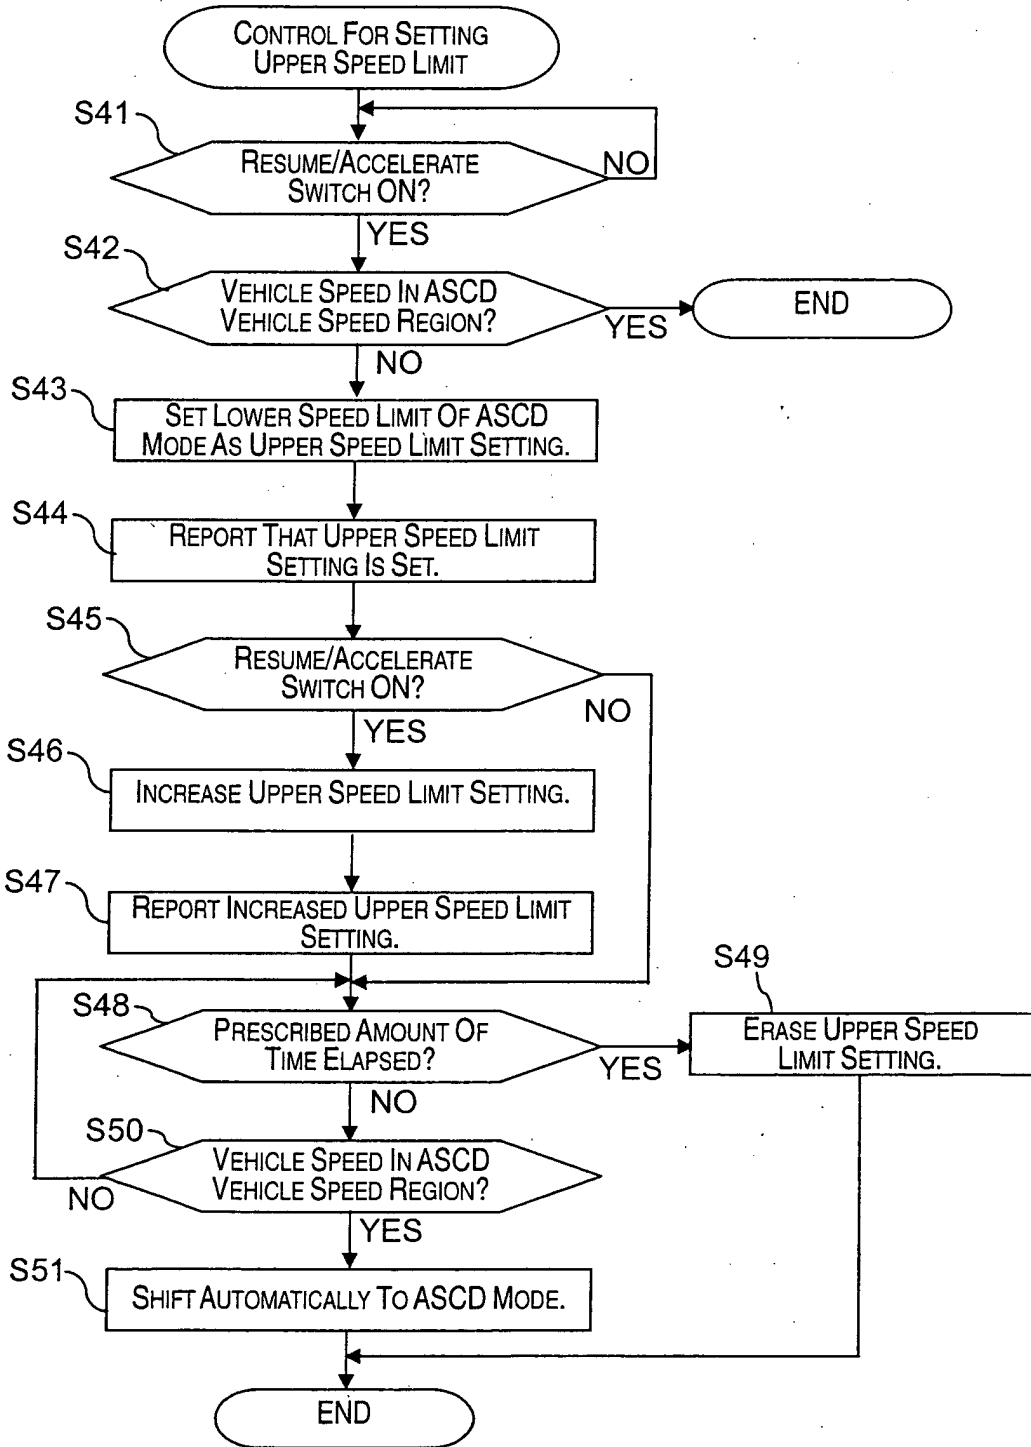 CONTROL FOR SETTING
UPPER SPEED LIMIT
S41
RESUME/ACCELERATE
SWITCH ON?
NO
YES
S42
VEHICLE SPEED IN ASCD
VEHICLE SPEED REGION?
YES
END
NO
S43
SET LOWER SPEED LIMIT OF ASCD
MODE AS UPPER SPEED LIMIT SETTING.
S44
REPORT THAT UPPER SPEED LIMIT
SETTING IS SET.
S45
RESUME/ACCELERATE
SWITCH ON?
NO
YES
S46
INCREASE UPPER SPEED LIMIT SETTING.
S47
REPORT INCREASED UPPER SPEED LIMIT
SETTING.
S48
PRESCRIBED AMOUNT OF
TIME ELAPSED?
YES
S49
ERASE UPPER SPEED
LIMIT SETTING.
NO
S50
VEHICLE SPEED IN ASCD
VEHICLE SPEED REGION?
NO
YES
S51
SHIFT AUTOMATICALLY TO ASCD MODE.
END